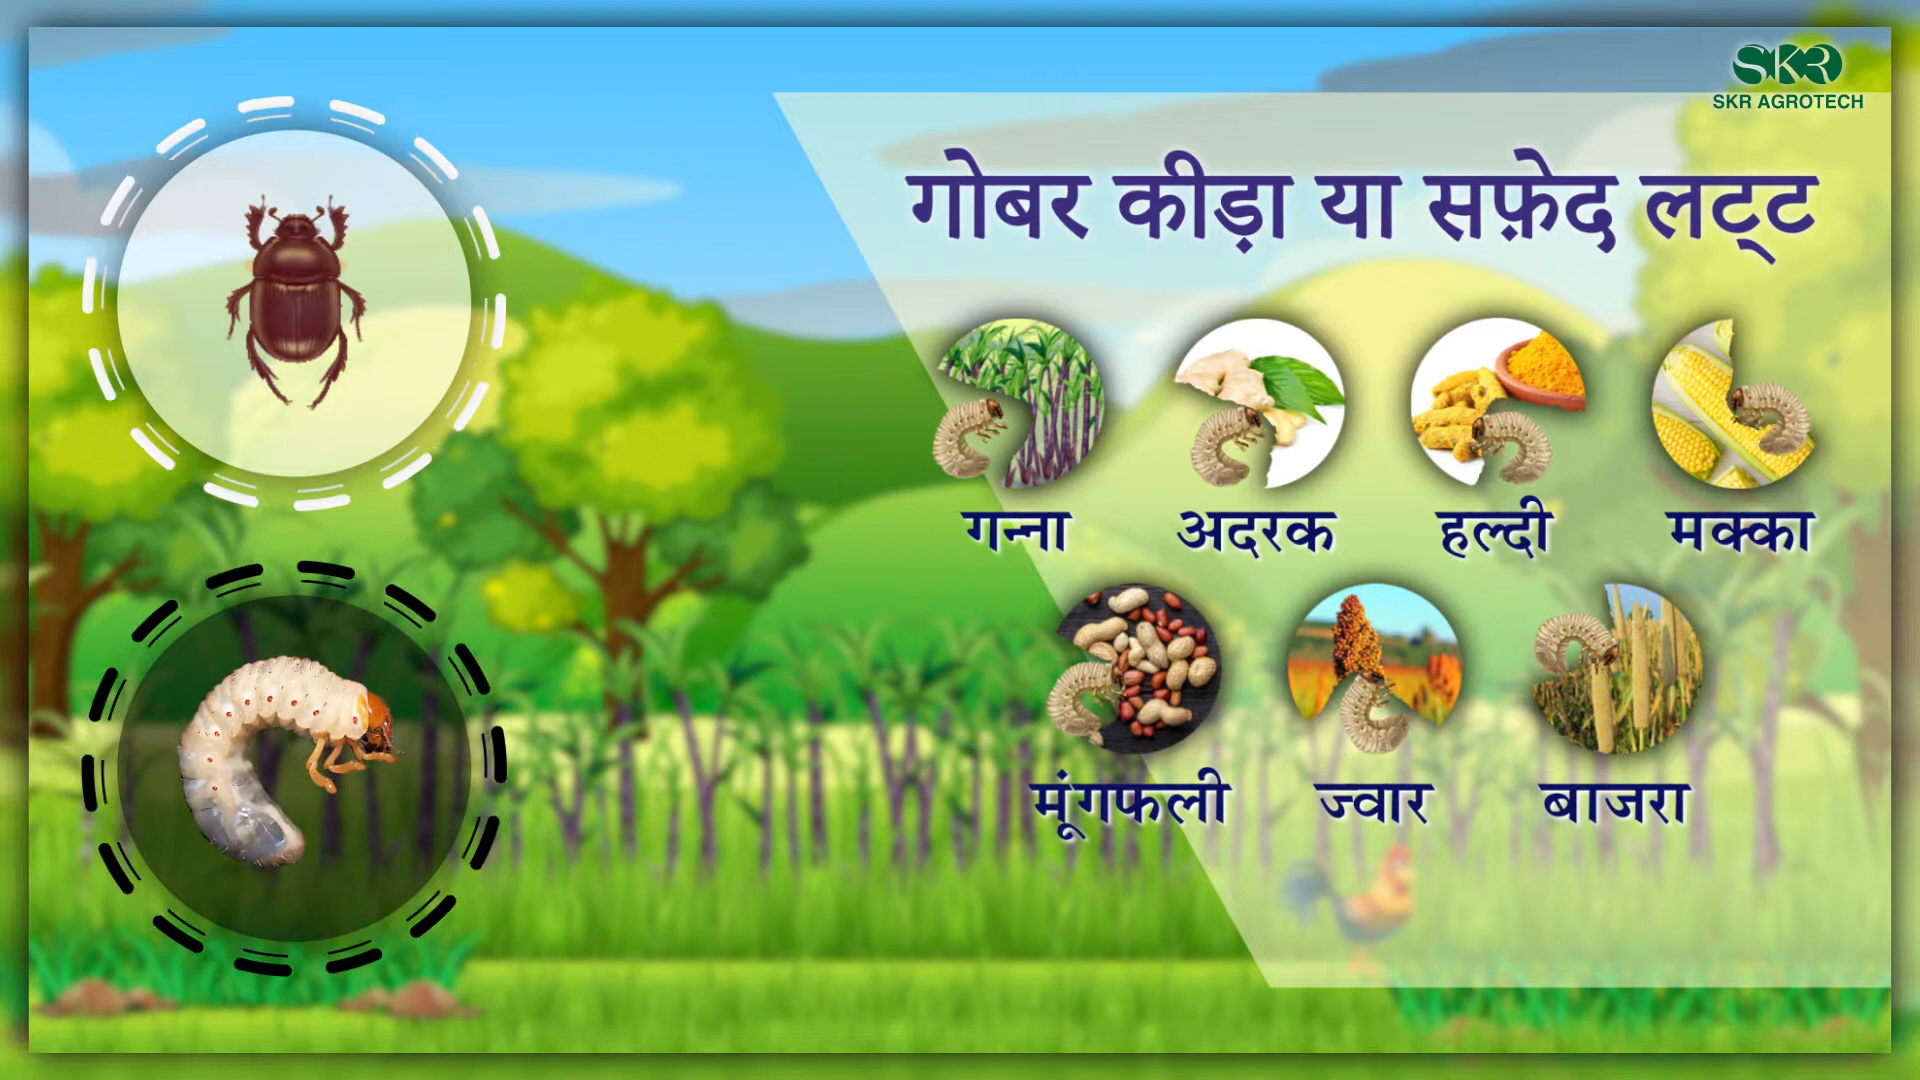 SKR
SKR AGROTECH
गोबर कीड़ा या सफ़ेद लट्ट
गन्ना अदरक हल्दी मक्का
मूंगफली ज्वार बाजरा